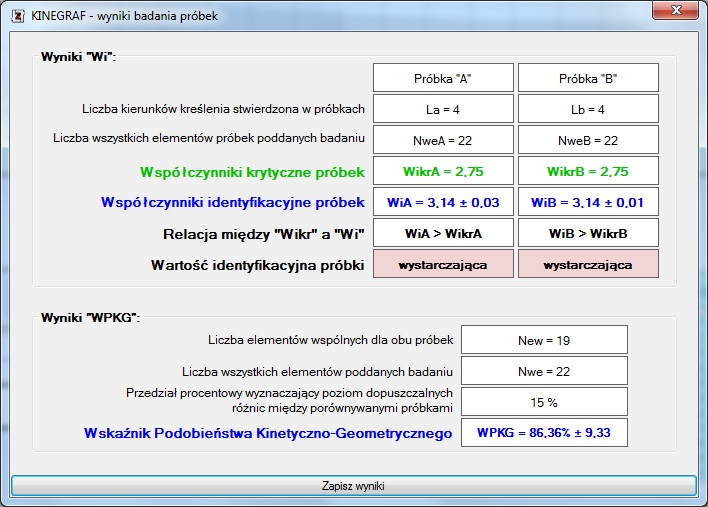 KINEGRAF - wyniki badania próbek
Wyniki "Wi":
Próbka "A" Próbka "B"
Liczba kierunków kreślenia stwierdzona w próbkach La = 4 Lb = 4
Liczba wszystkich elementów próbek poddanych badaniu NweA = 22 NweB = 22
Współczynniki krytyczne próbek WikrA = 2,75 WikrB = 2,75
Współczynniki identyfikacyjne próbek WiA = 3,14 ± 0,03 WiB = 3,14 ± 0,01
Relacja między "Wikr" a "Wi" WiA > WikrA WiB > WikrB
Wartość identyfikacyjna próbki wystarczająca wystarczająca
Wyniki "WPKG":
Liczba elementów wspólnych dla obu próbek New = 19
Liczba wszystkich elementów poddanych badaniu Nwe = 22
Przedział procentowy wyznaczający poziom dopuszczalnych
różnic między porównywanymi próbkami 15 %
Wskaźnik Podobieństwa Kinetyczno-Geometrycznego WPKG = 86,36% ± 9,33
Zapisz wyniki